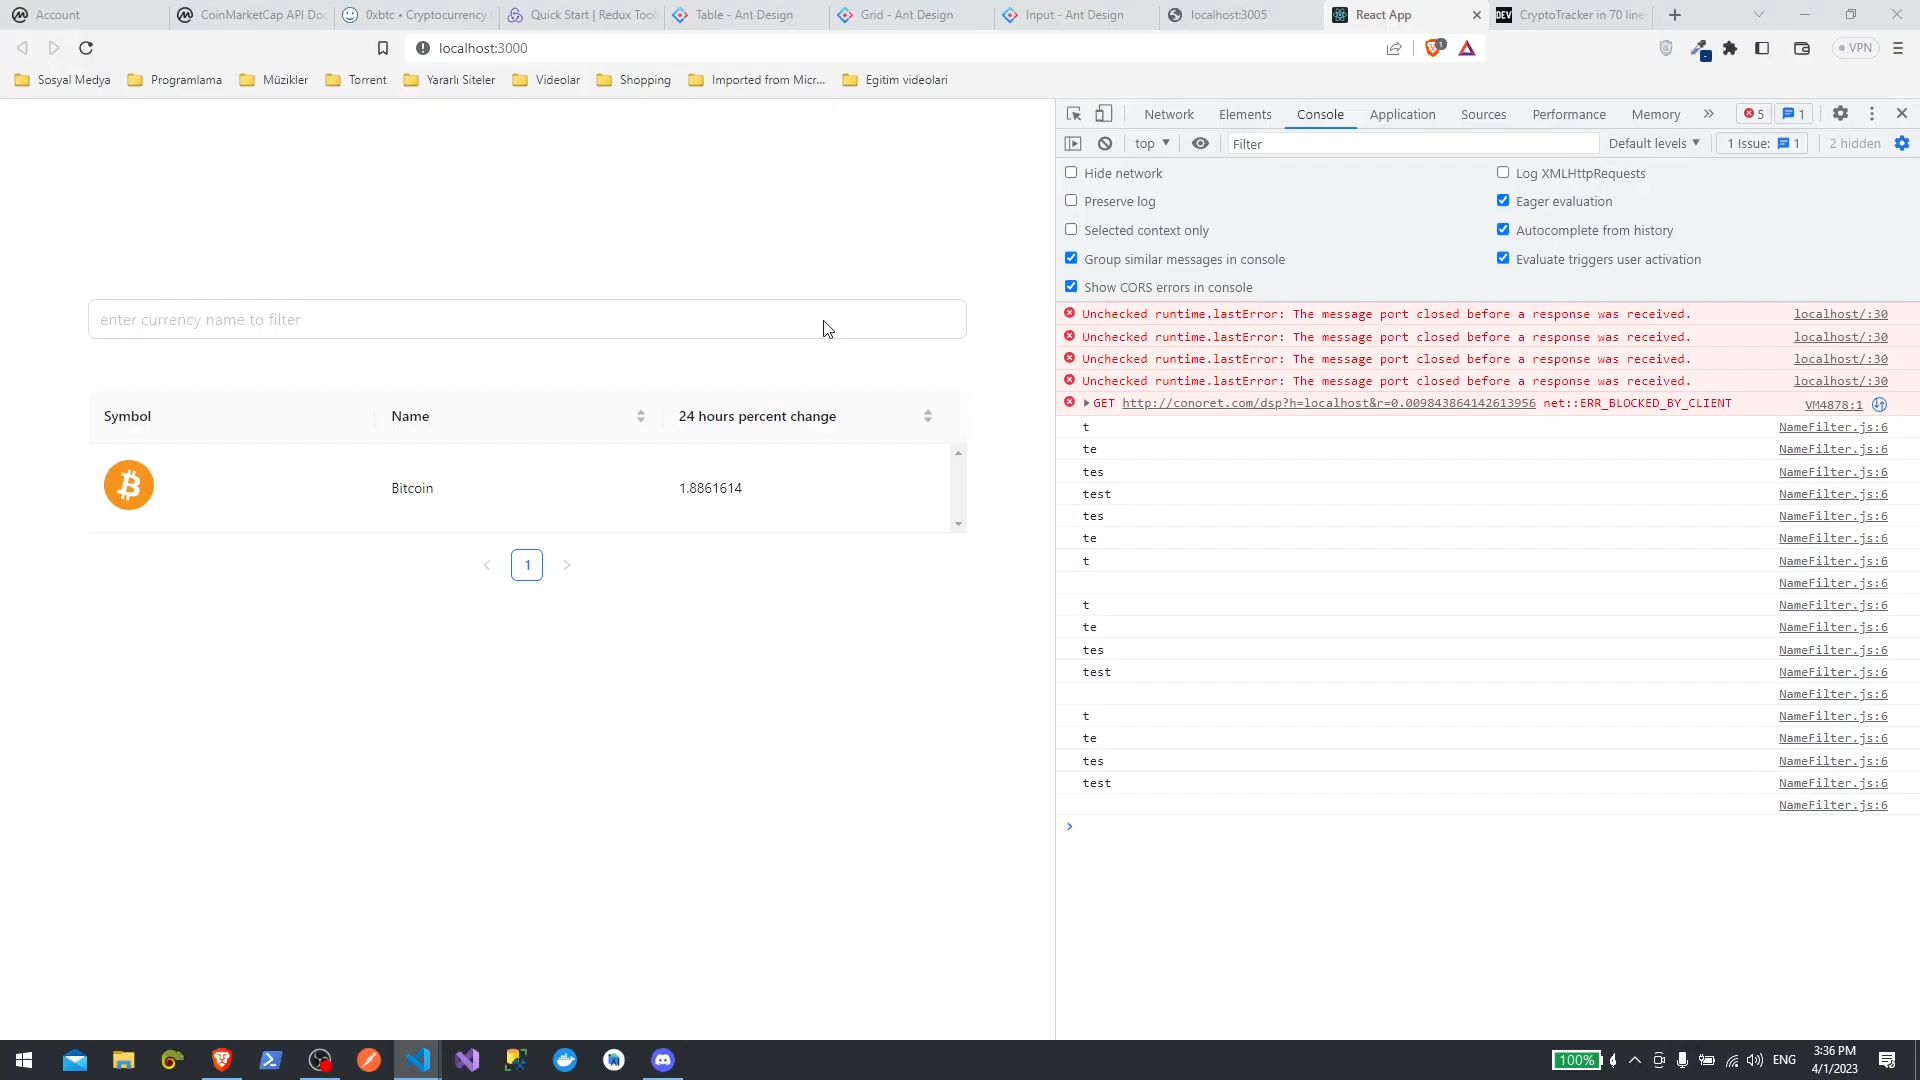 Account
CoinMarketCap API Doc
0xbtc • Cryptocurrency
Quick Start | Redux Tool
Table - Ant Design
Grid - Ant Design
Input - Ant Design
localhost:3005
React App
DEV CryptoTracker in 70 line
localhost:3000
1
VPN
Sosyal Medya
Programlama
Müzikler
Torrent
Yararlı Siteler
Videolar
Shopping
Imported from Micr...
Egitim videolari
Network
Elements
Console
Application
Sources
Performance
Memory
5
1
top
Filter
Default levels
1 Issue: 1
2 hidden
Hide network
Log XMLHttpRequests
Preserve log
Eager evaluation
Selected context only
Autocomplete from history
Group similar messages in console
Evaluate triggers user activation
Show CORS errors in console
Unchecked runtime.lastError: The message port closed before a response was received. localhost/:30
Unchecked runtime.lastError: The message port closed before a response was received. localhost/:30
Unchecked runtime.lastError: The message port closed before a response was received. localhost/:30
Unchecked runtime.lastError: The message port closed before a response was received. localhost/:30
GET http://conoret.com/dsp?h=localhost&r=0.009843864142613956 net::ERR_BLOCKED_BY_CLIENT VM4878:1
t NameFilter.js:6
te NameFilter.js:6
tes NameFilter.js:6
test NameFilter.js:6
tes NameFilter.js:6
te NameFilter.js:6
t NameFilter.js:6
NameFilter.js:6
t NameFilter.js:6
te NameFilter.js:6
tes NameFilter.js:6
test NameFilter.js:6
NameFilter.js:6
t NameFilter.js:6
te NameFilter.js:6
tes NameFilter.js:6
test NameFilter.js:6
NameFilter.js:6
enter currency name to filter
Symbol
Name
24 hours percent change
Bitcoin
1.8861614
1
100%
ENG
3:36 PM
4/1/2023